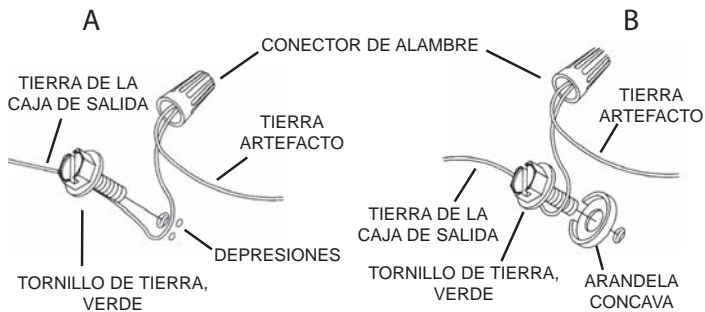 A
B
CONECTOR DE ALAMBRE
TIERRA DE LA
CAJA DE SALIDA
TIERRA
ARTEFACTO
DEPRESIONES
TORNILLO DE TIERRA,
VERDE
TIERRA
ARTEFACTO
TIERRA DE LA
CAJA DE SALIDA
TORNILLO DE TIERRA,
VERDE
ARANDELA
CONCAVA